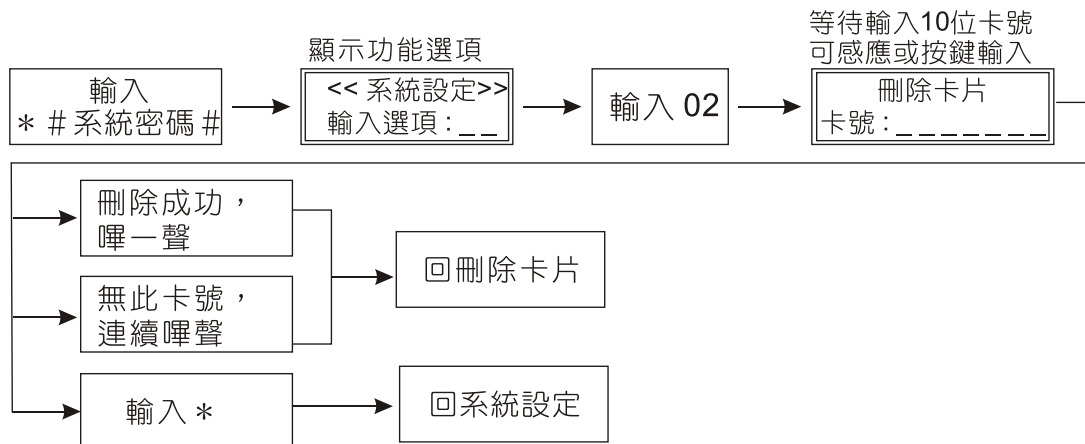 輸入
＊＃系統密碼＃
顯示功能選項
<< 系統設定>>
輸入選項:_ _
輸入 02
等待輸入10位卡號
可感應或按鍵輸入
刪除卡片
卡號:_ _ _ _ _ _ _
刪除成功，
嗶一聲
無此卡號，
連續嗶聲
回刪除卡片
輸入＊
回系統設定